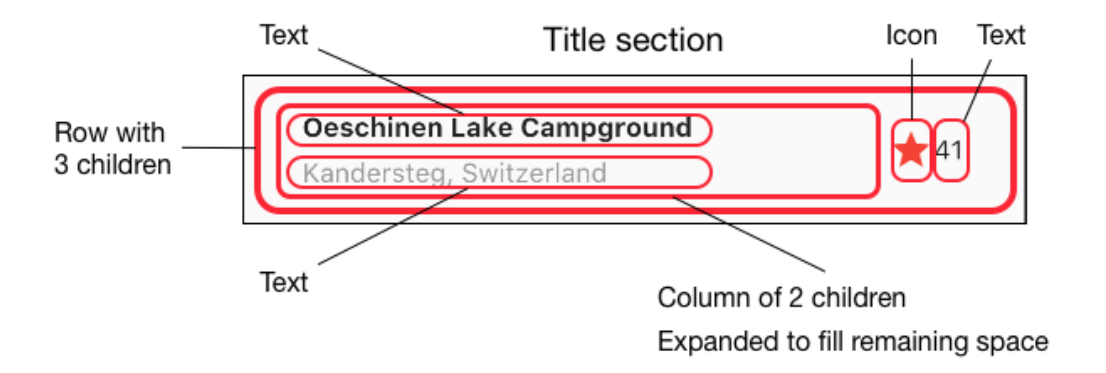 Text
Title section
Icon
Text
Row with
3 children
Oeschinen Lake Campground
Kandersteg, Switzerland
41
Text
Column of 2 children
Expanded to fill remaining space